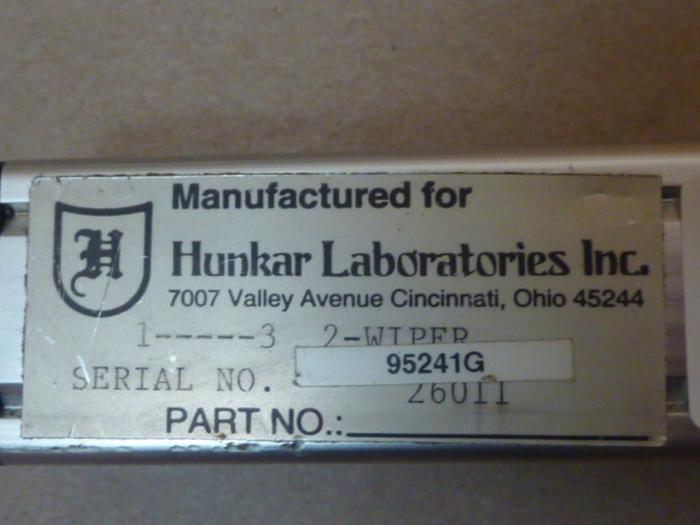 Manufactured for
H
Hunkar Laboratories Inc.
7007 Valley Avenue Cincinnati, Ohio 45244
1-----3 2-WIPER
95241G
SERIAL NO. 26011
PART NO.: